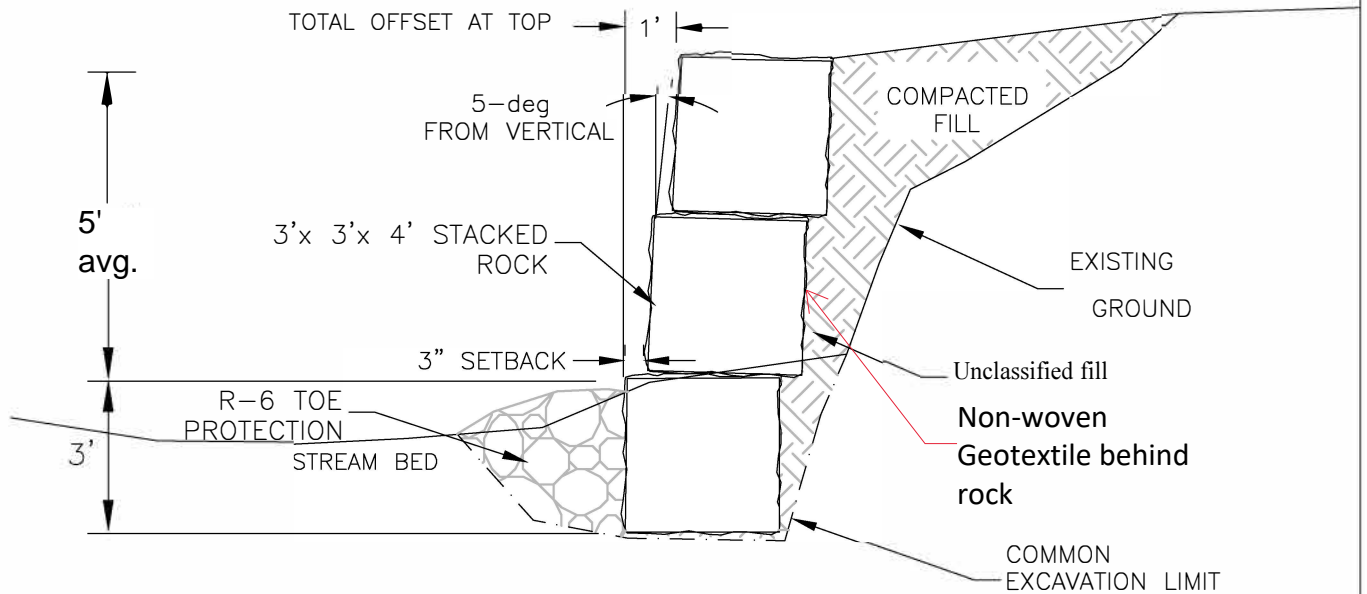 TOTAL OFFSET AT TOP
1'
5-deg
FROM VERTICAL
COMPACTED
FILL
5'
avg.
3'x 3'x 4' STACKED
ROCK
EXISTING
GROUND
3" SETBACK
Unclassified fill
R-6 TOE
PROTECTION
3'
STREAM BED
Non-woven
Geotextile behind
rock
COMMON
EXCAVATION LIMIT